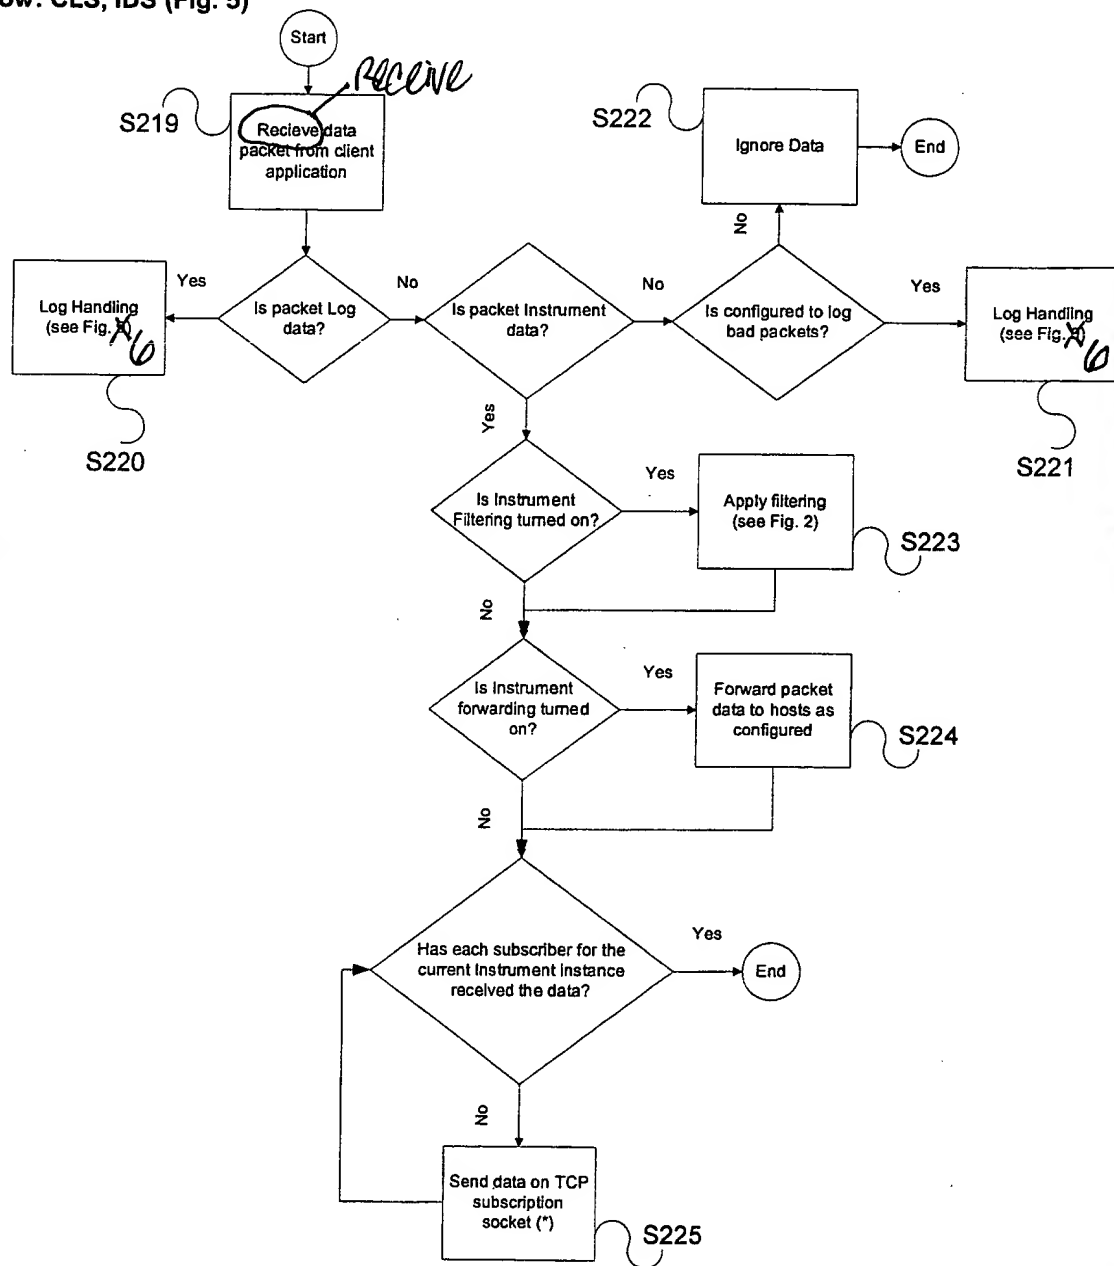 ow: CLS, IDS (Fig. 5)
Start
receive
S219
Recieve data
packet from client
application
S222
Ignore Data
End
No
Yes
Log Handling
(see Fig. 6
S220
Is packet Log
data?
No
Is packet Instrument
data?
No
Is configured to log
bad packets?
Yes
Log Handling
(see Fig. 6
S221
Yes
Is Instrument
Filtering turned on?
Yes
Apply filtering
(see Fig. 2)
S223
No
Is Instrument
forwarding turned
on?
Yes
Forward packet
data to hosts as
configured
S224
No
Has each subscriber for the
current Instrument instance
received the data?
Yes
End
No
Send data on TCP
subscription
socket (*)
S225